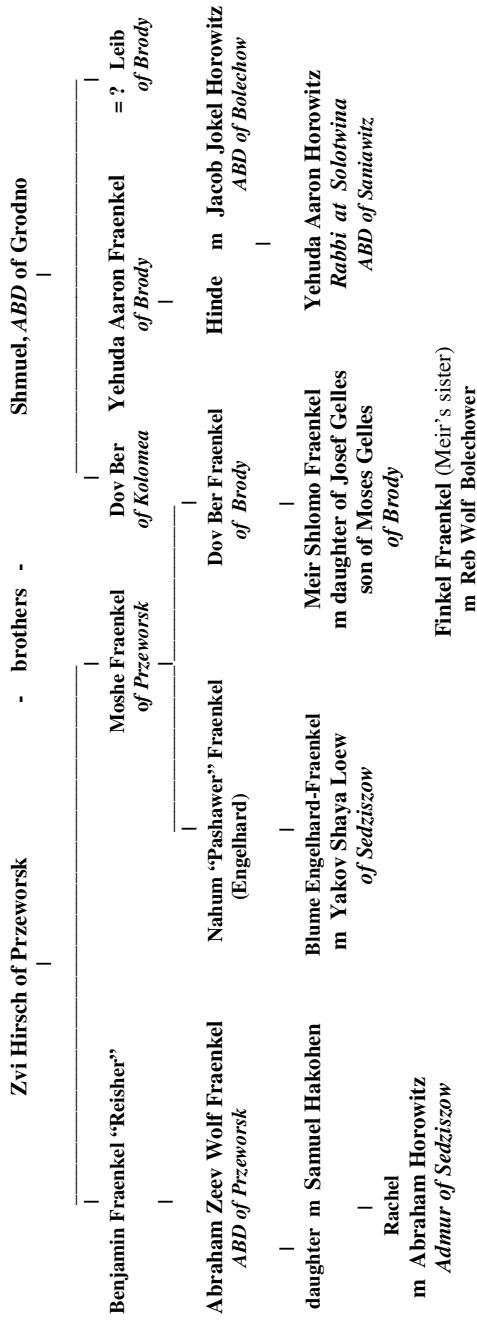 Zvi Hirsch of Przeworsk - brothers - Shmuel, ABD of Grodno
Benjamin Fraenkel “Reisher” Moshe Fraenkel Dov Ber Yehuda Aaron Fraenkel = ? Leib
of Przeworsk of Kolomea of Brody of Brody
Abraham Zeev Wolf Fraenkel Nahum “Pashawer” Fraenkel Dov Ber Fraenkel Hinde m Jacob Jokel Horowitz
ABD of Przeworsk (Engelhard) of Brody ABD of Bolechow
daughter m Samuel Hakohen Blume Engelhard-Fraenkel Meir Shlomo Fraenkel Yehuda Aaron Horowitz
m Yakov Shaya Loew m daughter of Josef Gelles Rabbi at Solotwina
of Sedziszow son of Moses Gelles ABD of Saniawitz
Rachel of Brody
m Abraham Horowitz
Admur of Sedziszow Finkel Fraenkel (Meir's sister)
m Reb Wolf Bolechower